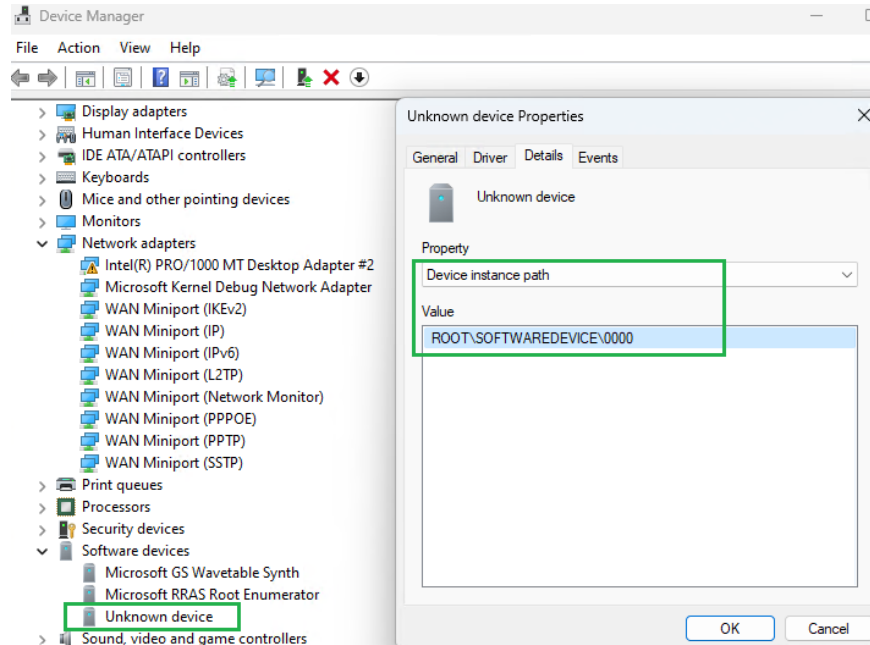 Device Manager
File Action View Help
Display adapters
Human Interface Devices
IDE ATA/ATAPI controllers
Keyboards
Mice and other pointing devices
Monitors
Network adapters
Intel(R) PRO/1000 MT Desktop Adapter #2
Microsoft Kernel Debug Network Adapter
WAN Miniport (IKEv2)
WAN Miniport (IP)
WAN Miniport (IPv6)
WAN Miniport (L2TP)
WAN Miniport (Network Monitor)
WAN Miniport (PPPOE)
WAN Miniport (PPTP)
WAN Miniport (SSTP)
Print queues
Processors
Security devices
Software devices
Microsoft GS Wavetable Synth
Microsoft RRAS Root Enumerator
Unknown device
Sound, video and game controllers
Unknown device Properties
General Driver Details Events
Unknown device
Property
Device instance path
Value
ROOT\SOFTWAREDEVICE\0000
OK Cancel